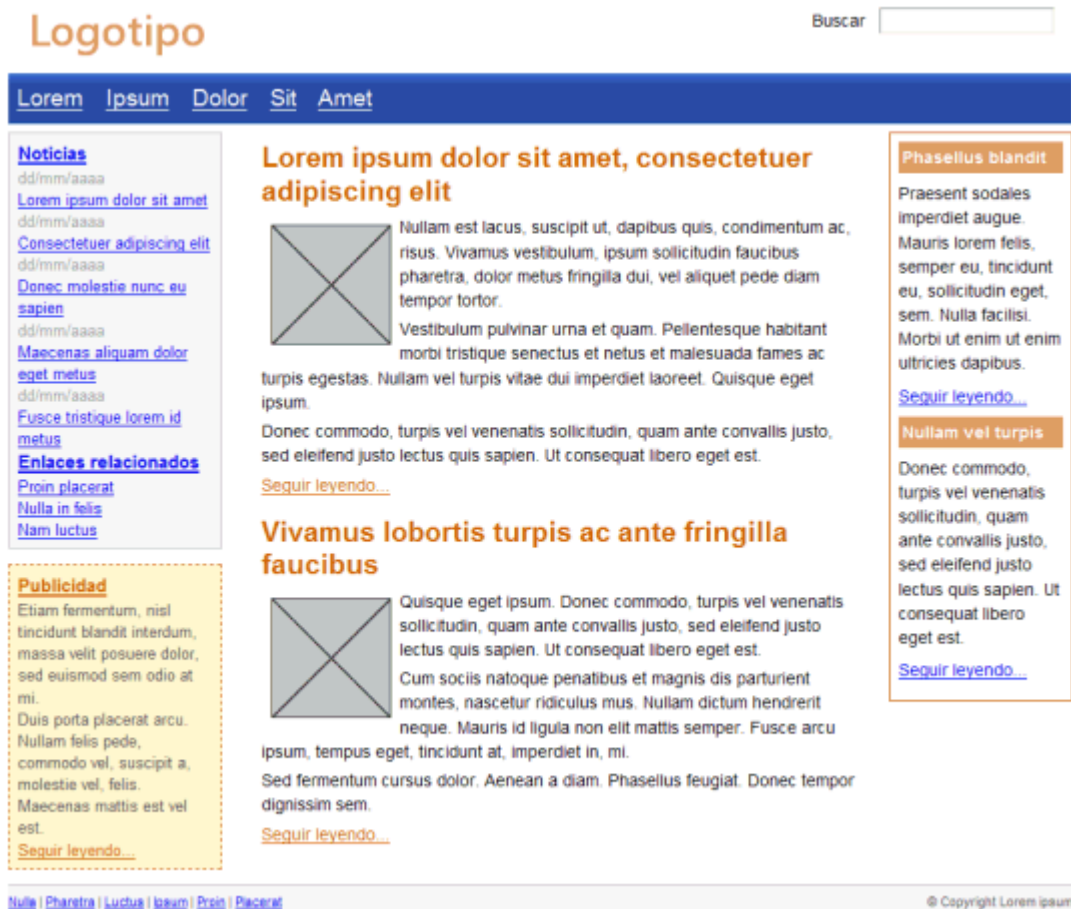 Logotipo
Buscar
Lorem Ipsum Dolor Sit Amet
Noticias
dd/mm/aaaa
Lorem ipsum dolor sit amet
dd/mm/aaaa
Consectetuer adipiscing elit
dd/mm/aaaa
Donec molestie nunc eu
sapien
dd/mm/aaaa
Maecenas aliquam dolor
eget metus
dd/mm/aaaa
Fusce tristique lorem id
metus
Enlaces relacionados
Proin placerat
Nulla in felis
Nam luctus
Publicidad
Etiam fermentum, nisl
tincidunt blandit interdum,
massa velit posuere dolor,
sed euismod sem odio at
mi.
Duis porta placerat arcu.
Nullam felis pede,
commodo vel, suscipit a,
molestie vel, felis.
Maecenas mattis est vel
est.
Seguir leyendo...
Lorem ipsum dolor sit amet, consectetuer
adipiscing elit
Nullam est lacus, suscipit ut, dapibus quis, condimentum ac,
risus. Vivamus vestibulum, ipsum sollicitudin faucibus
pharetra, dolor metus fringilla dui, vel aliquet pede diam
tempor tortor.
Vestibulum pulvinar urna et quam. Pellentesque habitant
morbi tristique senectus et netus et malesuada fames ac
turpis egestas. Nullam vel turpis vitae dui imperdiet laoreet. Quisque eget
ipsum.
Donec commodo, turpis vel venenatis sollicitudin, quam ante convallis justo,
sed eleifend justo lectus quis sapien. Ut consequat libero eget est.
Seguir leyendo...
Vivamus lobortis turpis ac ante fringilla
faucibus
Quisque eget ipsum. Donec commodo, turpis vel venenatis
sollicitudin, quam ante convallis justo, sed eleifend justo
lectus quis sapien. Ut consequat libero eget est.
Cum sociis natoque penatibus et magnis dis parturient
montes, nascetur ridiculus mus. Nullam dictum hendrerit
neque. Mauris id ligula non elit mattis semper. Fusce arcu
ipsum, tempus eget, tincidunt at, imperdiet in, mi.
Sed fermentum cursus dolor. Aenean a diam. Phasellus feugiat. Donec tempor
dignissim sem.
Seguir leyendo...
Phasellus blandit
Praesent sodales
imperdiet augue.
Mauris lorem felis,
semper eu, tincidunt
eu, sollicitudin eget,
sem. Nulla facilisi.
Morbi ut enim ut enim
ultricies dapibus.
Seguir leyendo...
Nullam vel turpis
Donec commodo,
turpis vel venenatis
sollicitudin, quam
ante convallis justo,
sed eleifend justo
lectus quis sapien. Ut
consequat libero
eget est.
Seguir leyendo...
Nulla | Pharetra | Luctus | Ipsum | Proin | Placerat
© Copyright Lorem ipsum